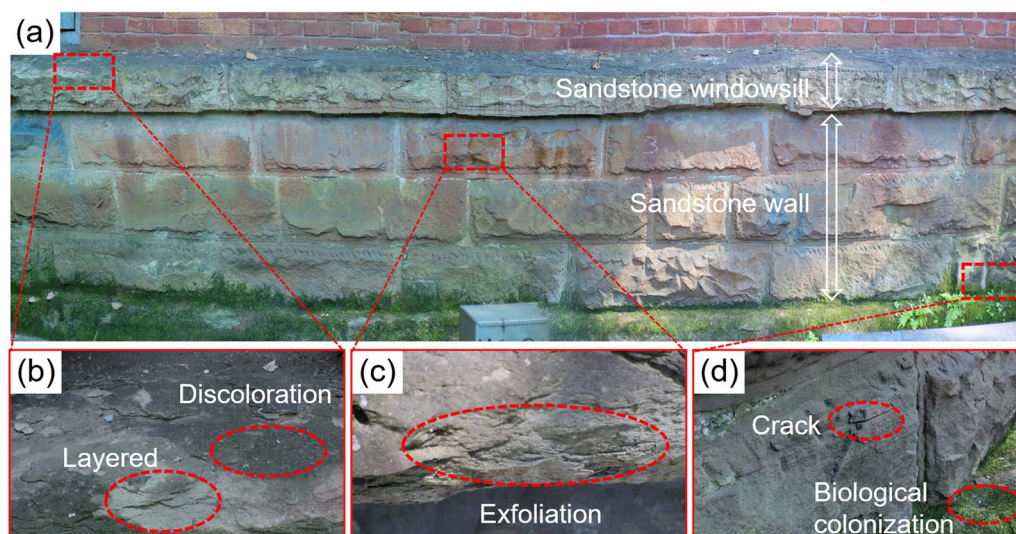 (a)
Sandstone windowsill
Sandstone wall
(b)
Discoloration
Layered
(c)
Exfoliation
(d)
Crack
Biological
colonization